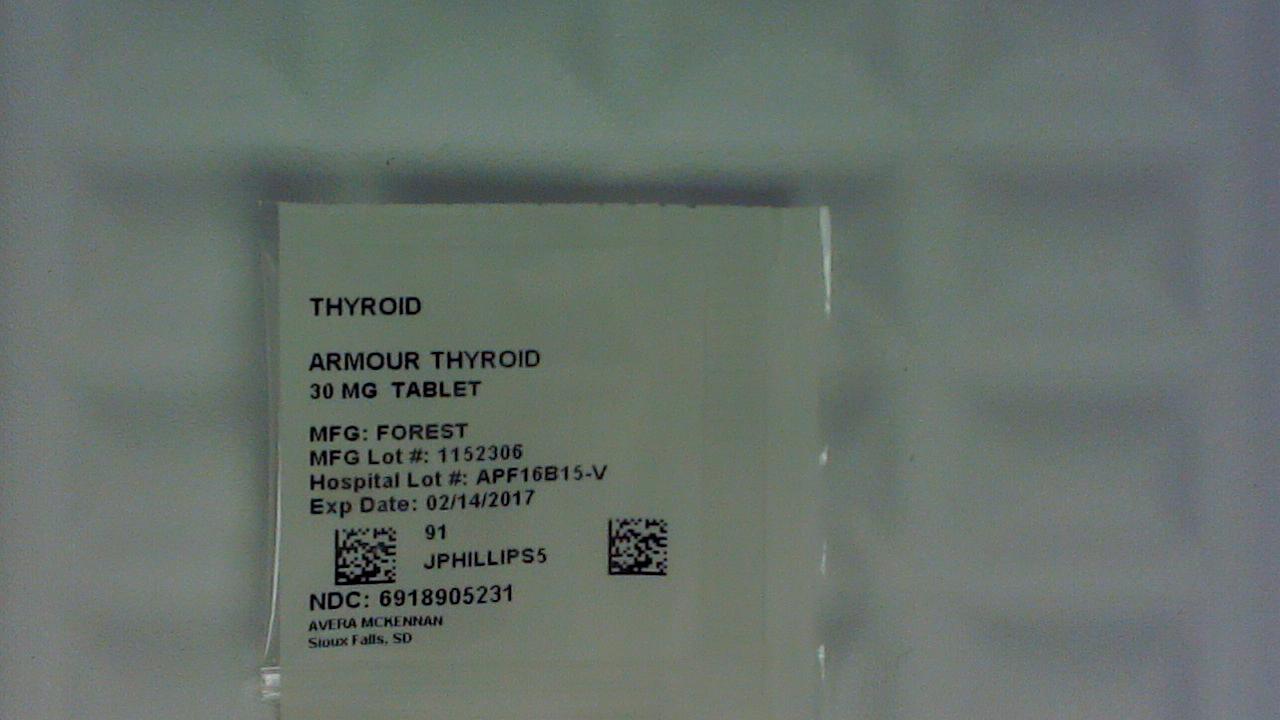 THYROID
ARMOUR THYROID
30 MG TABLET
MFG: FOREST
MFG Lot #: 1152306
Hospital Lot #: APF16B15-V
Exp Date: 02/14/2017
91
JPHILLIPS5
NDC: 6918905231
AVERA MCKENNAN
Sioux Falls, SD